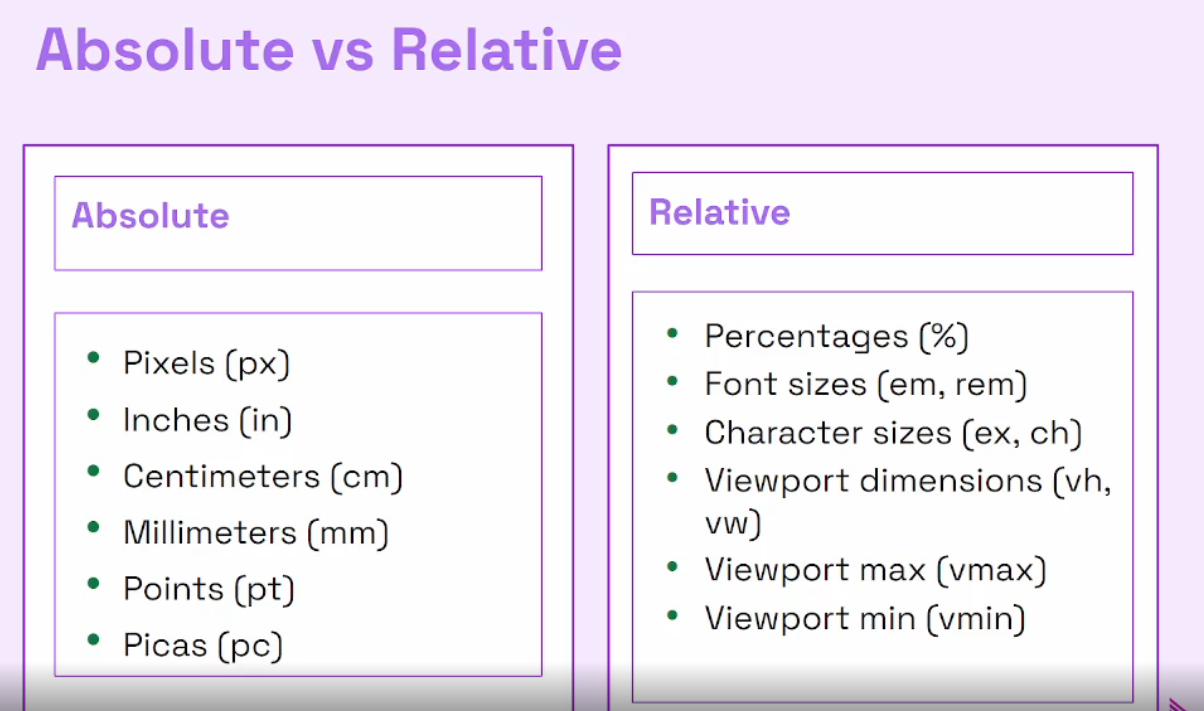 Absolute vs Relative
Absolute
• Pixels (px)
• Inches (in)
• Centimeters (cm)
• Millimeters (mm)
• Points (pt)
• Picas (pc)
Relative
• Percentages (%)
• Font sizes (em, rem)
• Character sizes (ex, ch)
• Viewport dimensions (vh,
vw)
• Viewport max (vmax)
• Viewport min (vmin)